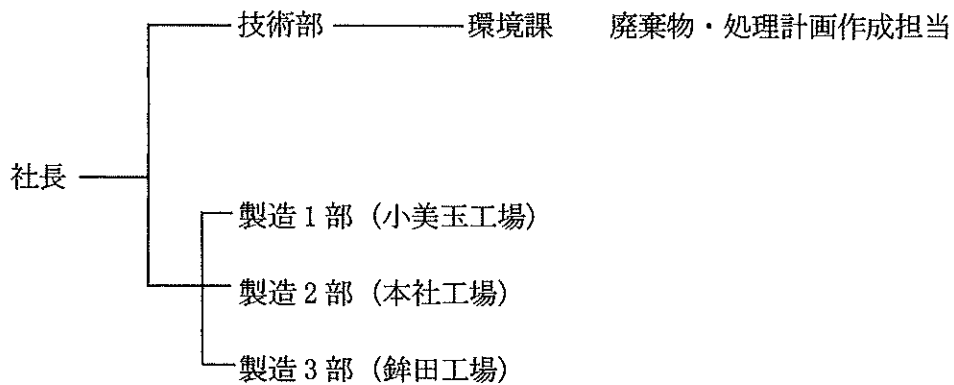 技術部 環境課 廃棄物・処理計画作成担当
社長
製造1部（小美玉工場）
製造2部（本社工場）
製造3部（鉾田工場）